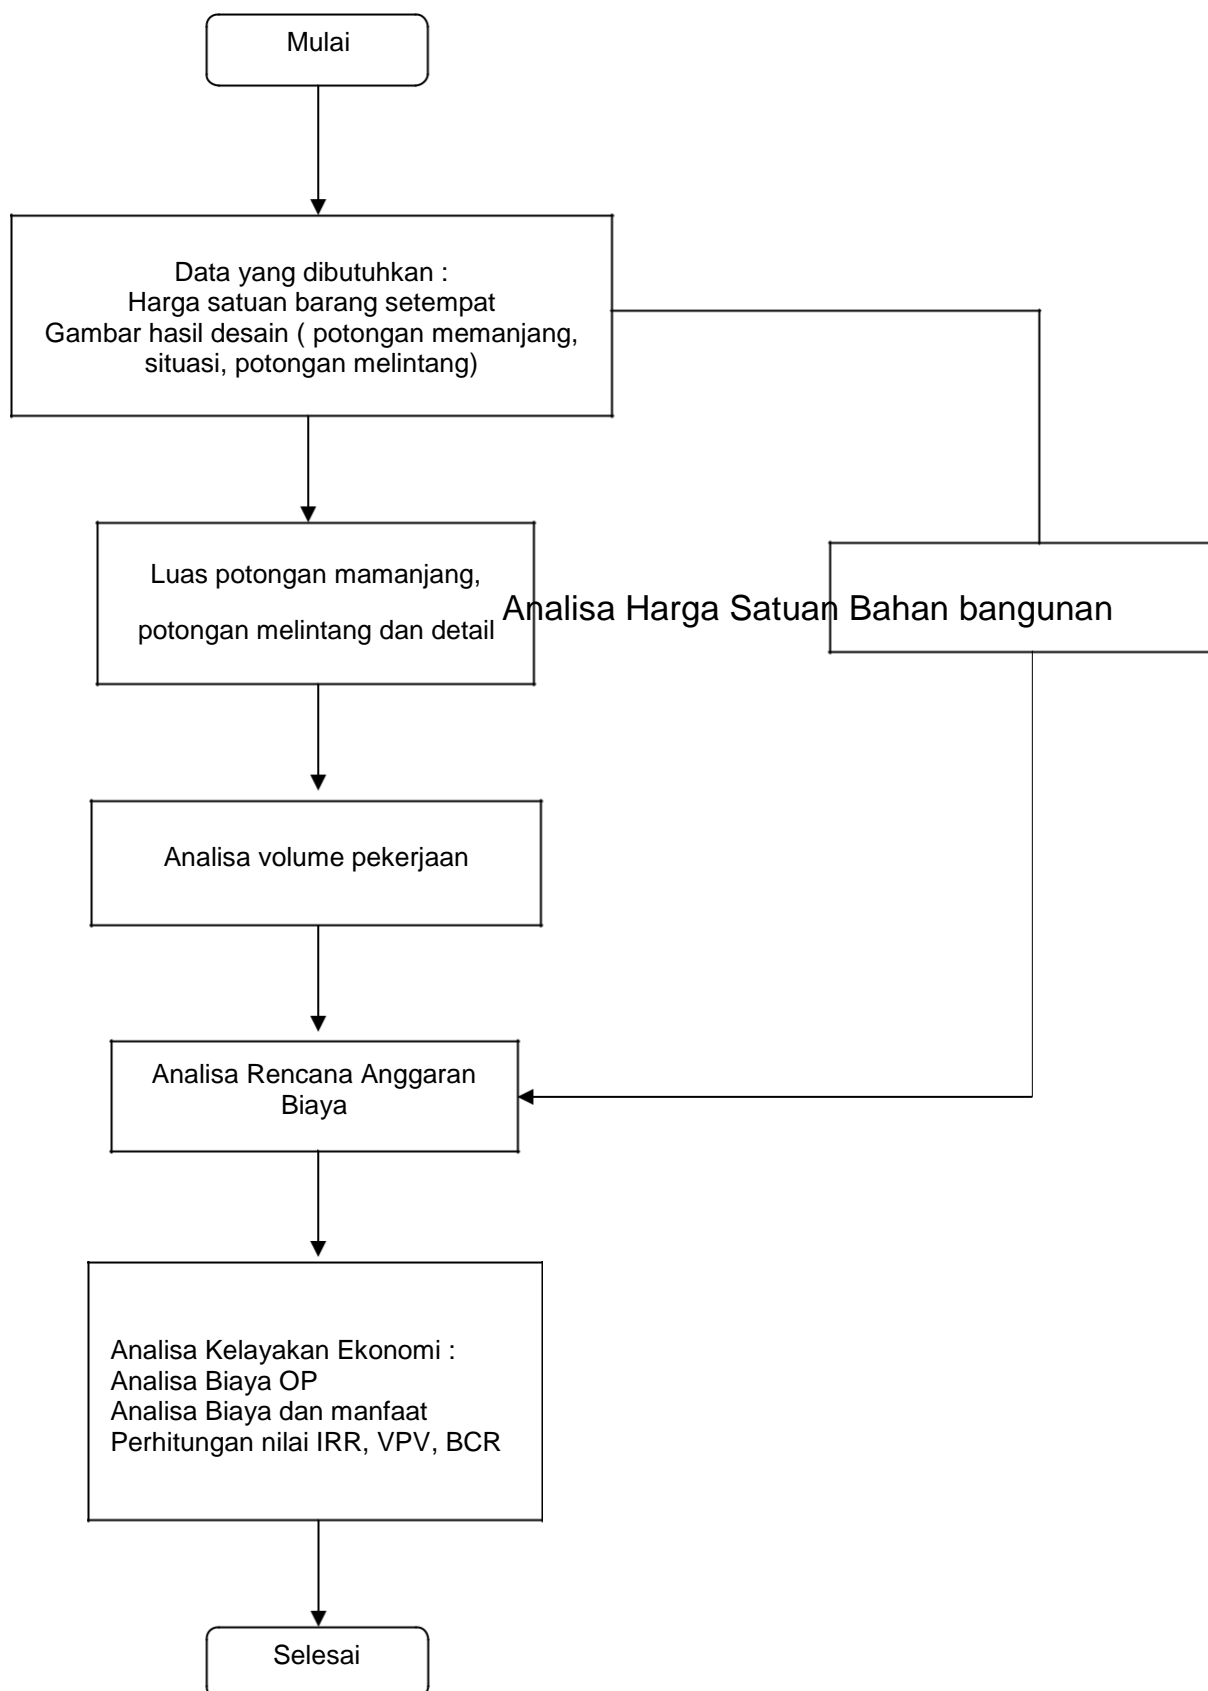 Mulai
Data yang dibutuhkan :
Harga satuan barang setempat
Gambar hasil desain ( potongan memanjang,
situasi, potongan melintang)
Luas potongan mamanjang,
potongan melintang dan detail
Analisa Harga Satuan Bahan bangunan
Analisa volume pekerjaan
Analisa Rencana Anggaran
Biaya
Analisa Kelayakan Ekonomi :
Analisa Biaya OP
Analisa Biaya dan manfaat
Perhitungan nilai IRR, VPV, BCR
Selesai